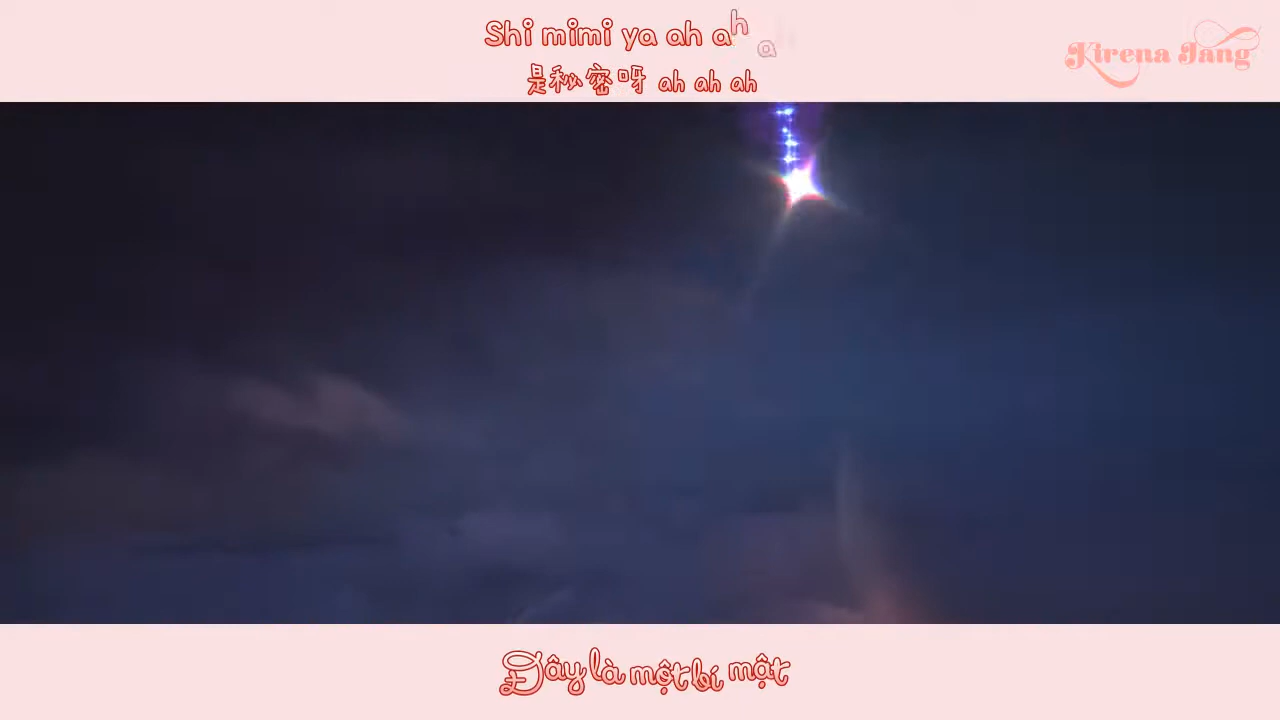 Shi mimi ya ah ah ah
Kirena Jang
是秘密呀 ah ah ah
Đây là một bí mật